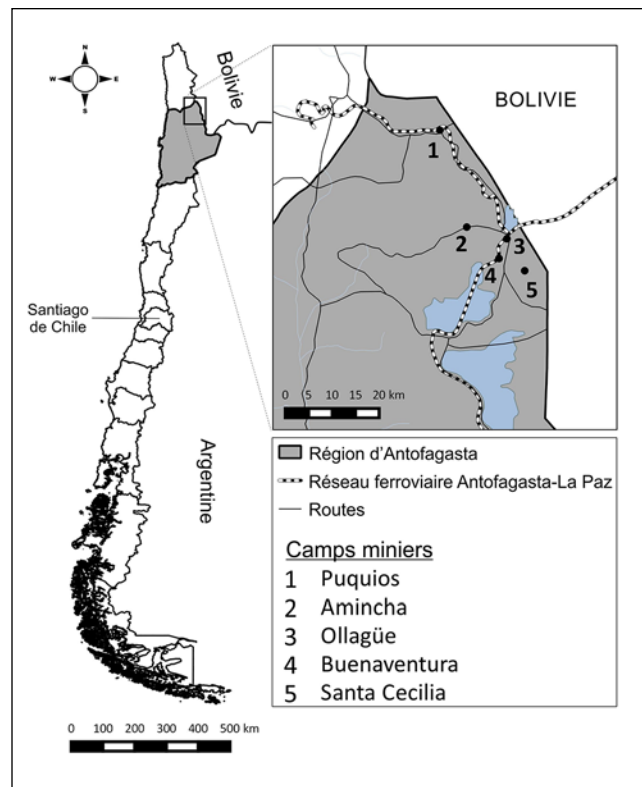 N
W E
S
Bolivie
Santiago
de Chile
Argentine
0 100 200 300 400 500 km
BOLIVIE
1
2
3
4
5
0 5 10 15 20 km
Région d'Antofagasta
Réseau ferroviaire Antofagasta-La Paz
Routes
Camps miniers
1 Puquios
2 Amincha
3 Ollagüe
4 Buenaventura
5 Santa Cecilia